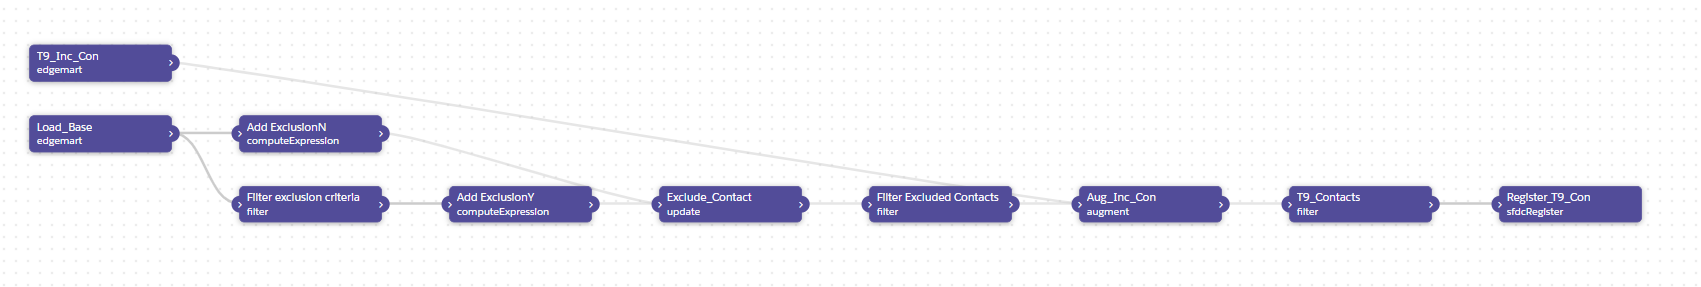 T9_Inc_Con
edgemart
Load_Base
edgemart
Add ExclusionN
computeExpression
Filter exclusion criteria
filter
Add ExclusionY
computeExpression
Exclude_Contact
update
Filter Excluded Contacts
filter
Aug_Inc_Con
augment
T9_Contacts
filter
Register_T9_Con
sfdcRegister